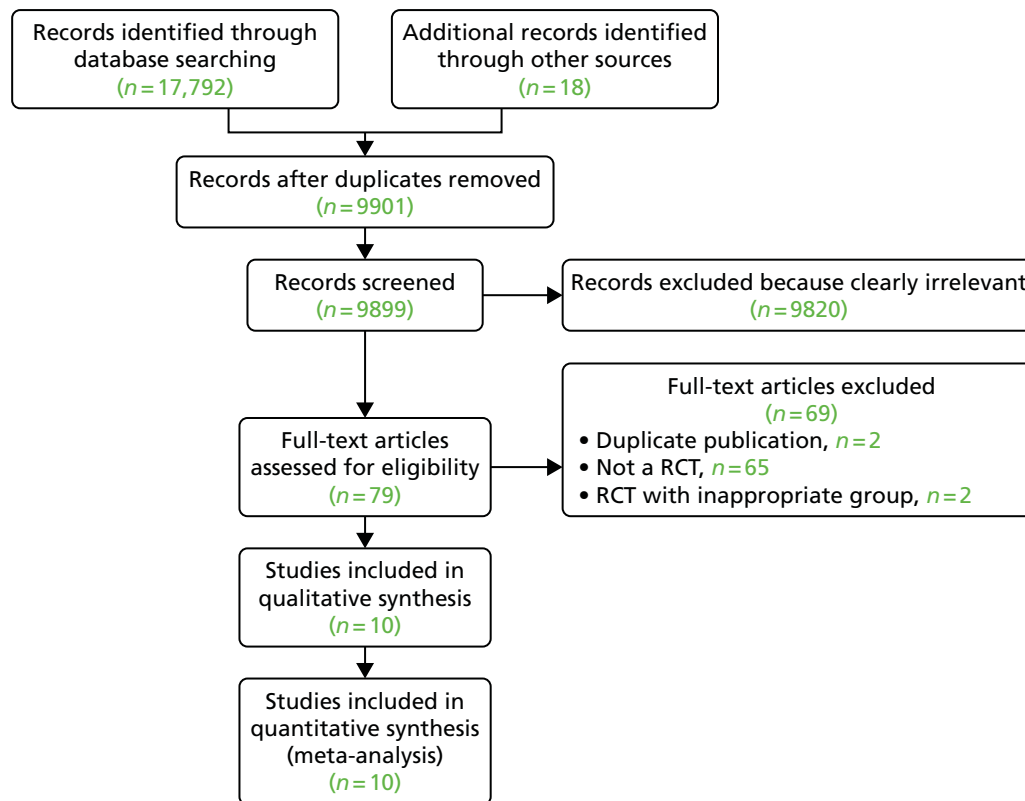 Records identified through
database searching
(n = 17,792)
Additional records identified
through other sources
(n = 18)
Records after duplicates removed
(n = 9901)
Records screened
(n = 9899)
Records excluded because clearly irrelevant
(n = 9820)
Full-text articles
assessed for eligibility
(n = 79)
Full-text articles excluded
(n = 69)
• Duplicate publication, n = 2
• Not a RCT, n = 65
• RCT with inappropriate group, n = 2
Studies included in
qualitative synthesis
(n = 10)
Studies included in
quantitative synthesis
(meta-analysis)
(n = 10)